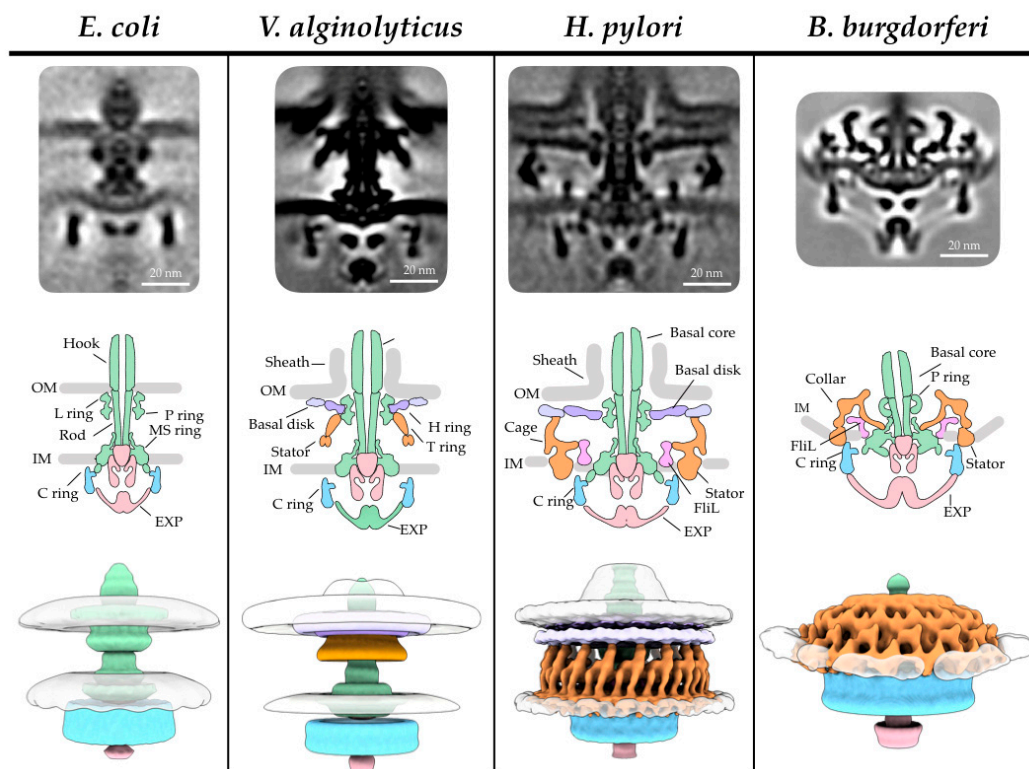 E. coli
V. alginolyticus
H. pylori
B. burgdorferi
20 nm
20 nm
20 nm
20 nm
Hook
OM
L ring
P ring
Rod
MS ring
IM
C ring
EXP
Sheath
OM
Basal disk
H ring
T ring
Stator
IM
C ring
EXP
Basal core
Sheath
Basal disk
OM
Cage
IM
Stator
C ring
FliL
EXP
Basal core
Collar
P ring
IM
FliL
C ring
Stator
EXP